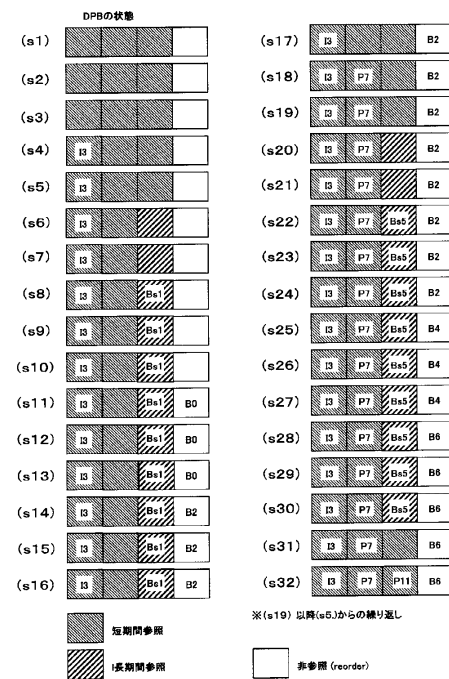 DPBの状態
(s1)
(s2)
(s3)
(s4) I3
(s5) I3
(s6) I3
(s7) I3
(s8) I3 Bs1
(s9) I3 Bs1
(s10) I3 Bs1
(s11) I3 Bs1 B0
(s12) I3 Bs1 B0
(s13) I3 Bs1 B0
(s14) I3 Bs1 B2
(s15) I3 Bs1 B2
(s16) I3 Bs1 B2
短期間参照
長期間参照
(s17) I3 B2
(s18) I3 P7 B2
(s19) I3 P7 B2
(s20) I3 P7 B2
(s21) I3 P7 B2
(s22) I3 P7 Bs5 B2
(s23) I3 P7 Bs5 B2
(s24) I3 P7 Bs5 B2
(s25) I3 P7 Bs5 B4
(s26) I3 P7 Bs5 B4
(s27) I3 P7 Bs5 B4
(s28) I3 P7 Bs5 B6
(s29) I3 P7 Bs5 B6
(s30) I3 P7 Bs5 B6
(s31) I3 P7 B6
(s32) I3 P7 P11 B6
※(s19) 以降(s5.)からの繰り返し
非参照 (reorder)